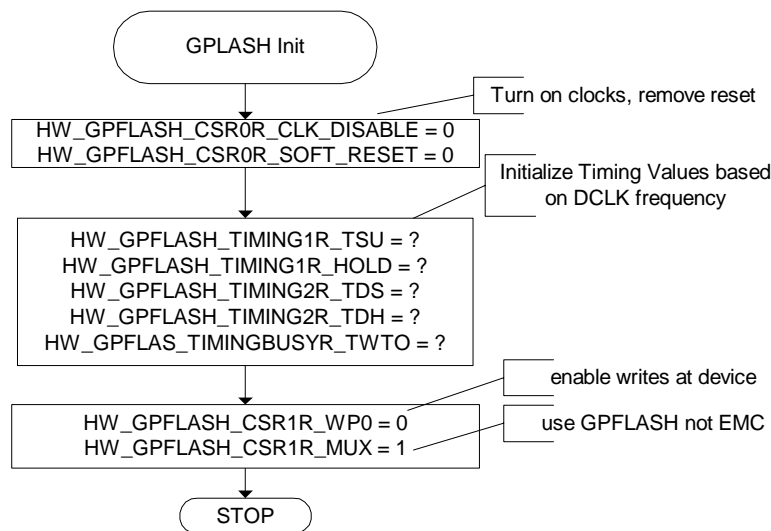 GPLASH Init
Turn on clocks, remove reset
HW_GPFLASH_CSR0R_CLK_DISABLE = 0
HW_GPFLASH_CSR0R_SOFT_RESET = 0
Initialize Timing Values based
on DCLK frequency
HW_GPFLASH_TIMING1R_TSU = ?
HW_GPFLASH_TIMING1R_HOLD = ?
HW_GPFLASH_TIMING2R_TDS = ?
HW_GPFLASH_TIMING2R_TDH = ?
HW_GPFLAS_TIMINGBUSYR_TWTO = ?
enable writes at device
HW_GPFLASH_CSR1R_WP0 = 0
HW_GPFLASH_CSR1R_MUX = 1
use GPFLASH not EMC
STOP